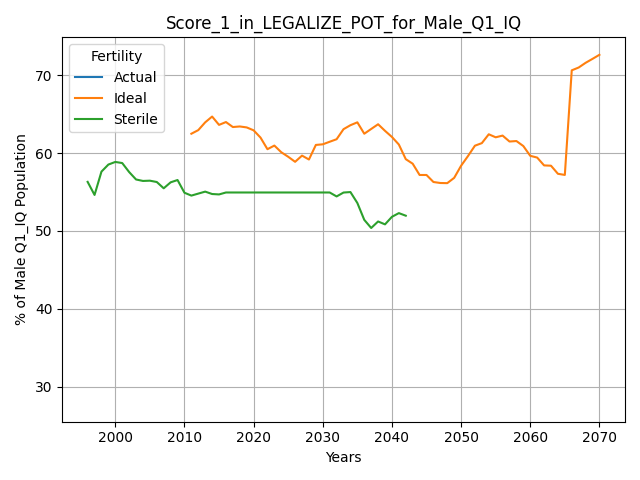 Score_1_in_LEGALIZE_POT_for_Male_Q1_IQ
Fertility
Actual
Ideal
Sterile
% of Male Q1_IQ Population
70
60
50
40
30
2000 2010 2020 2030 2040 2050 2060 2070
Years